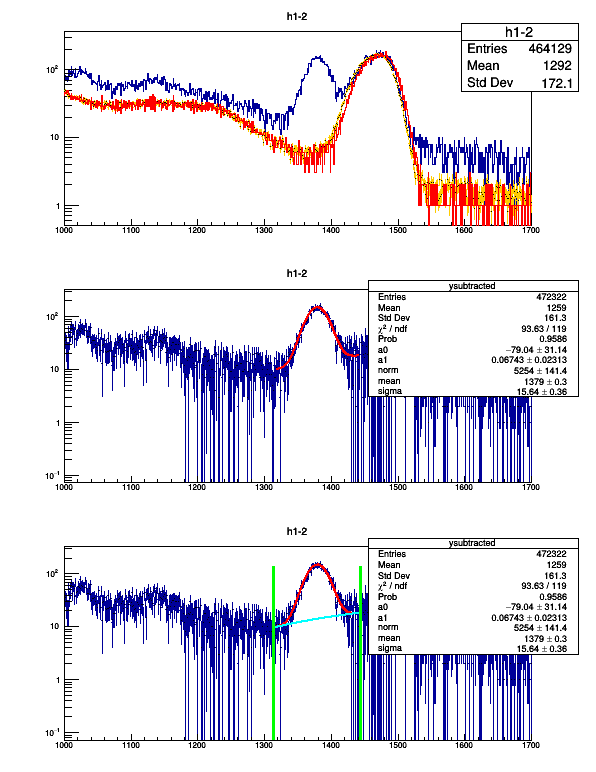 h1-2
h1-2
Entries 464129
Mean 1292
Std Dev 172.1
10²
10
1
1000 1100 1200 1300 1400 1500 1600 1700
h1-2
ysubtracted
Entries 472322
Mean 1259
Std Dev 161.3
χ² / ndf 93.63 / 119
Prob 0.9586
a0 −79.04 ± 31.14
a1 0.06743 ± 0.02313
norm 5254 ± 141.4
mean 1379 ± 0.3
sigma 15.64 ± 0.36
10²
10
1
10⁻¹
1000 1100 1200 1300 1400 1500 1600 1700
h1-2
ysubtracted
Entries 472322
Mean 1259
Std Dev 161.3
χ² / ndf 93.63 / 119
Prob 0.9586
a0 −79.04 ± 31.14
a1 0.06743 ± 0.02313
norm 5254 ± 141.4
mean 1379 ± 0.3
sigma 15.64 ± 0.36
10²
10
1
10⁻¹
1000 1100 1200 1300 1400 1500 1600 1700